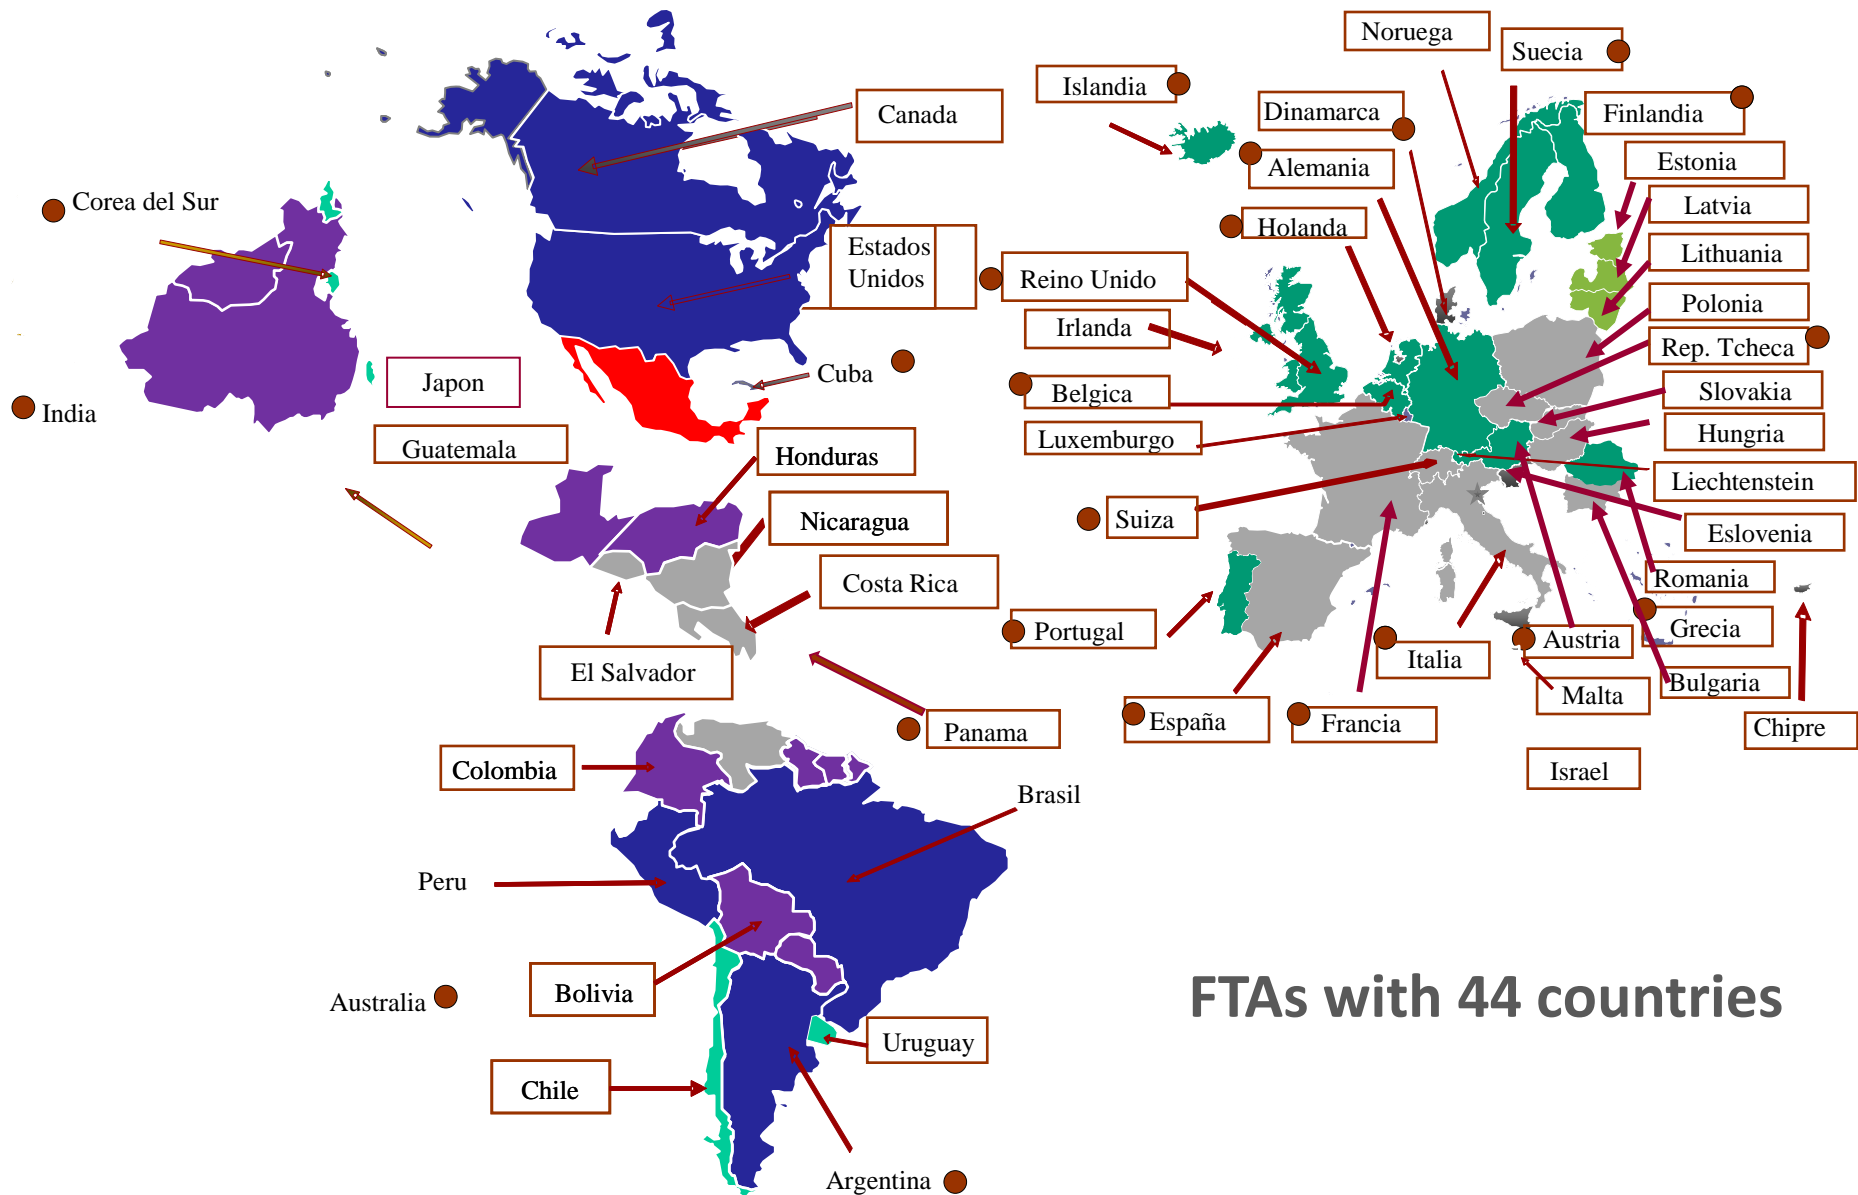 Noruega
Suecia
Islandia
Dinamarca
Finlandia
Canada
Alemania
Estonia
Latvia
Corea del Sur
Holanda
Estados
Unidos
Lithuania
Reino Unido
Polonia
Irlanda
Rep. Tcheca
Japon
Cuba
Belgica
Slovakia
India
Guatemala
Honduras
Luxemburgo
Hungria
Liechtenstein
Nicaragua
Suiza
Eslovenia
Costa Rica
Romania
Portugal
Grecia
El Salvador
Italia
Austria
Malta
Bulgaria
Panama
España
Francia
Chipre
Colombia
Israel
Brasil
Peru
Bolivia
Australia
FTAs with 44 countries
Uruguay
Chile
Argentina